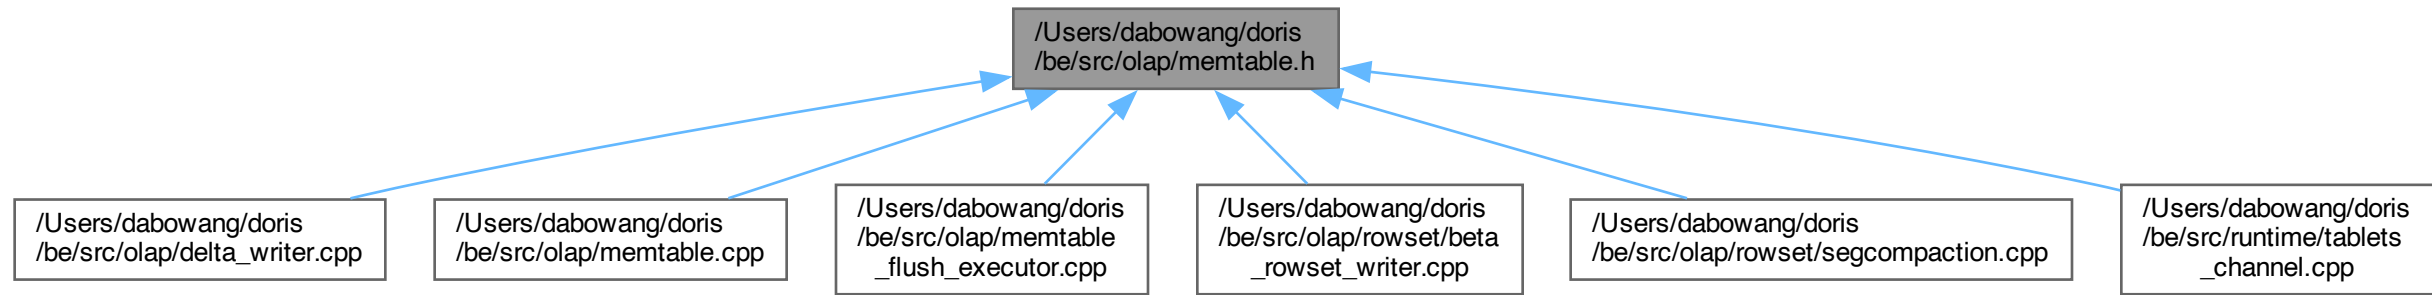 /Users/dabowang/doris
/be/src/olap/memtable.h
/Users/dabowang/doris
/be/src/olap/delta_writer.cpp
/Users/dabowang/doris
/be/src/olap/memtable.cpp
/Users/dabowang/doris
/be/src/olap/memtable
_flush_executor.cpp
/Users/dabowang/doris
/be/src/olap/rowset/beta
_rowset_writer.cpp
/Users/dabowang/doris
/be/src/olap/rowset/segcompaction.cpp
/Users/dabowang/doris
/be/src/runtime/tablets
_channel.cpp